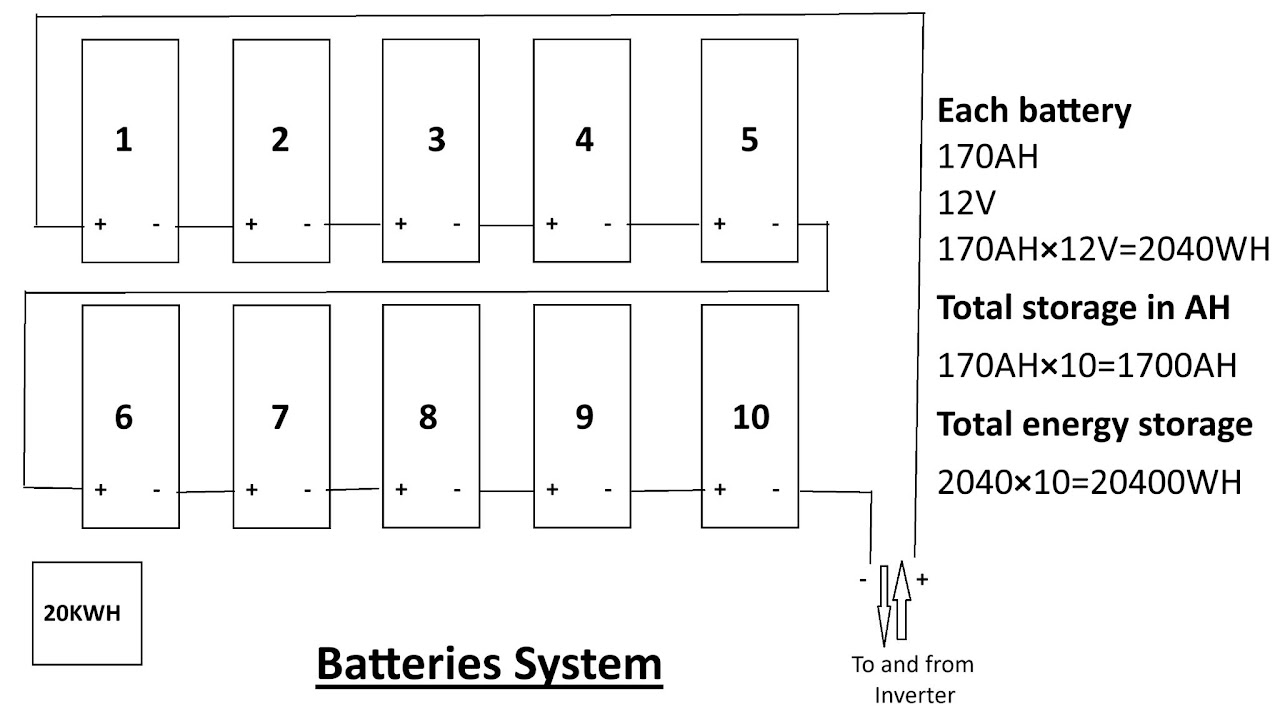 1 2 3 4 5
+ - + - + - + - + -
6 7 8 9 10
+ - + - + - + - + -
- +
To and from
Inverter
20KWH
Batteries System
Each battery
170AH
12V
170AH×12V=2040WH
Total storage in AH
170AH×10=1700AH
Total energy storage
2040×10=20400WH